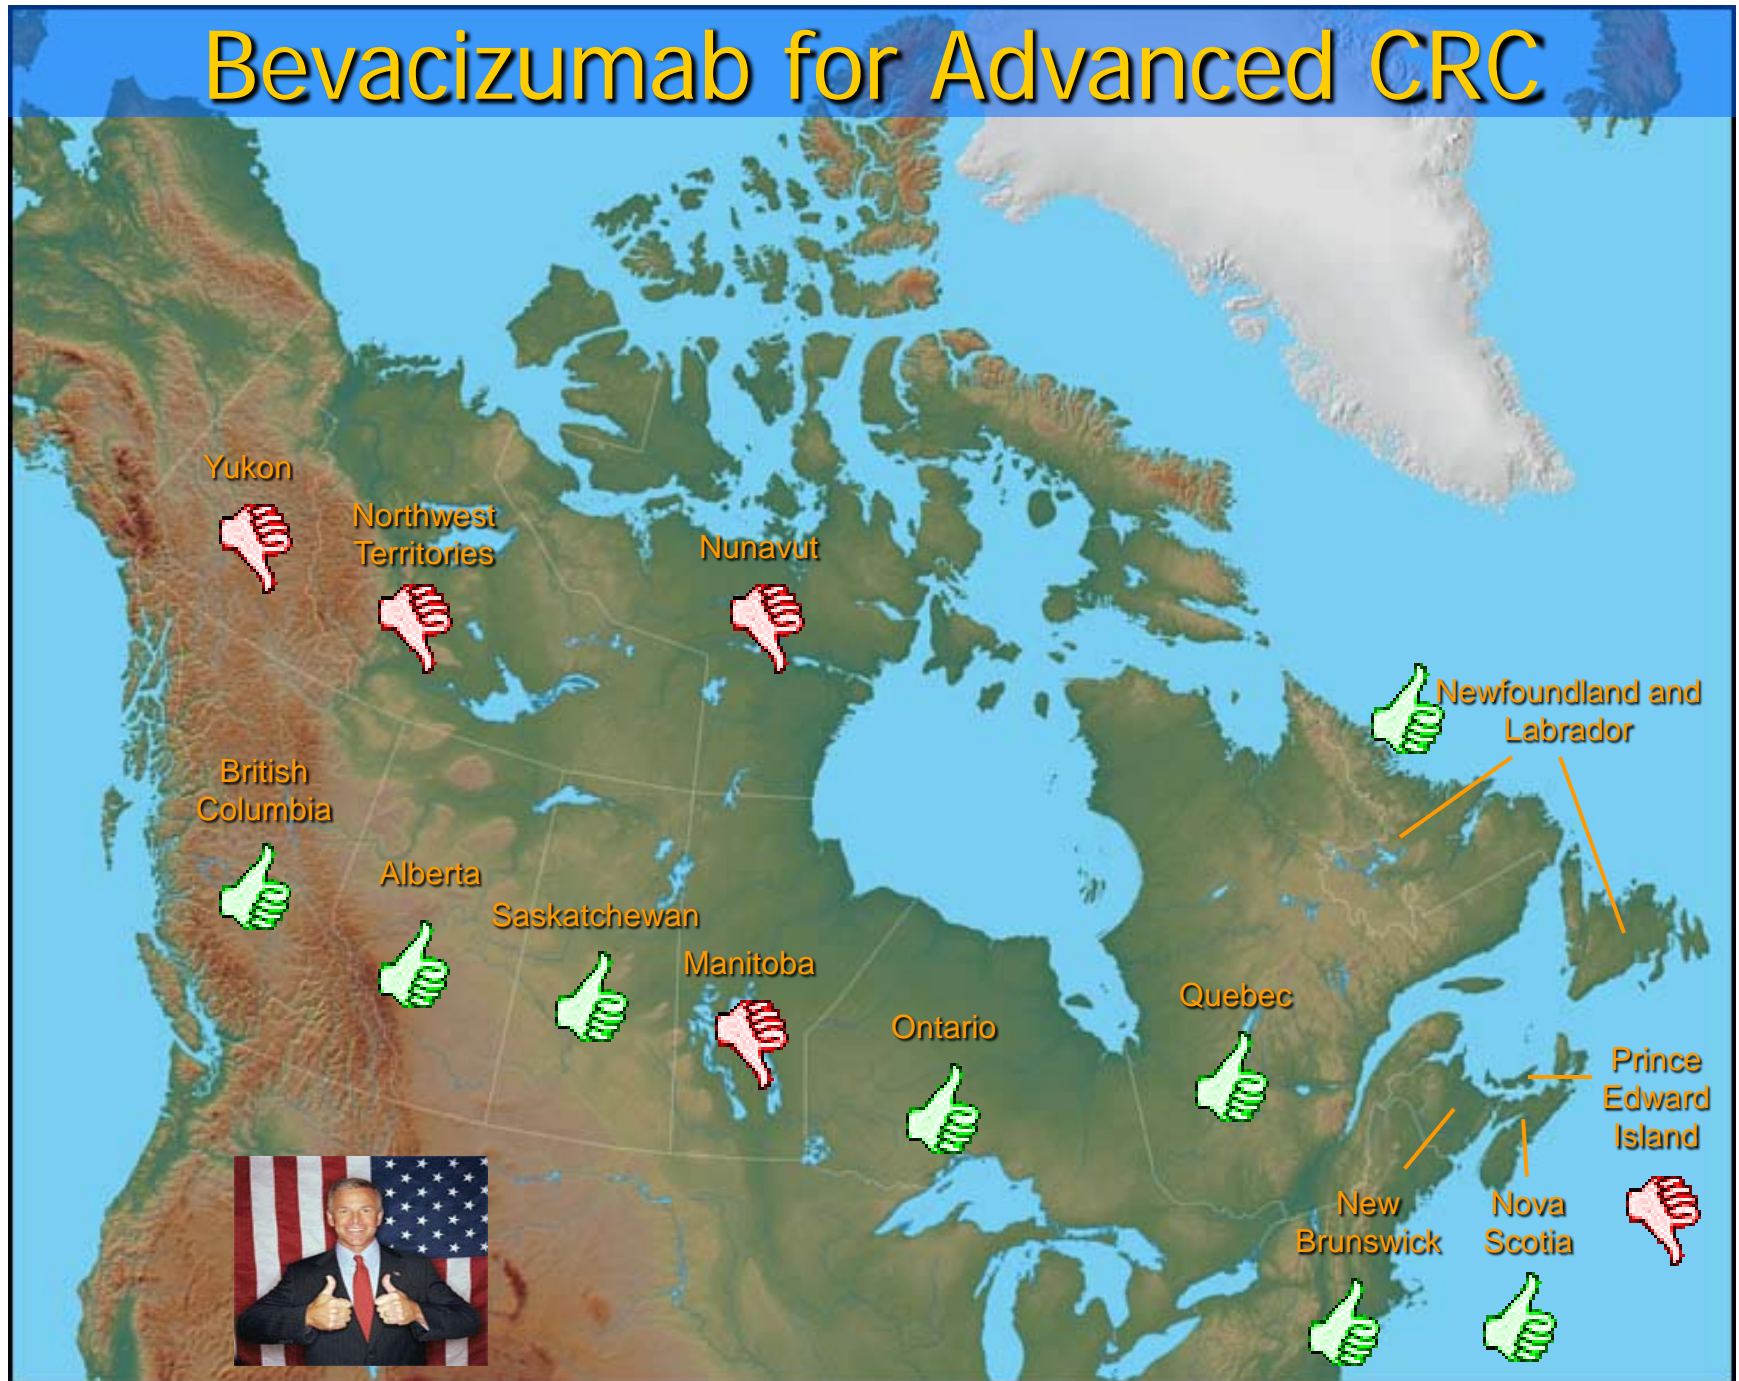 Bevacizumab for Advanced CRC
Yukon
Northwest
Territories
Nunavut
Newfoundland and
Labrador
British
Columbia
Alberta
Saskatchewan
Manitoba
Ontario
Quebec
Prince
Edward
Island
New
Brunswick
Nova
Scotia